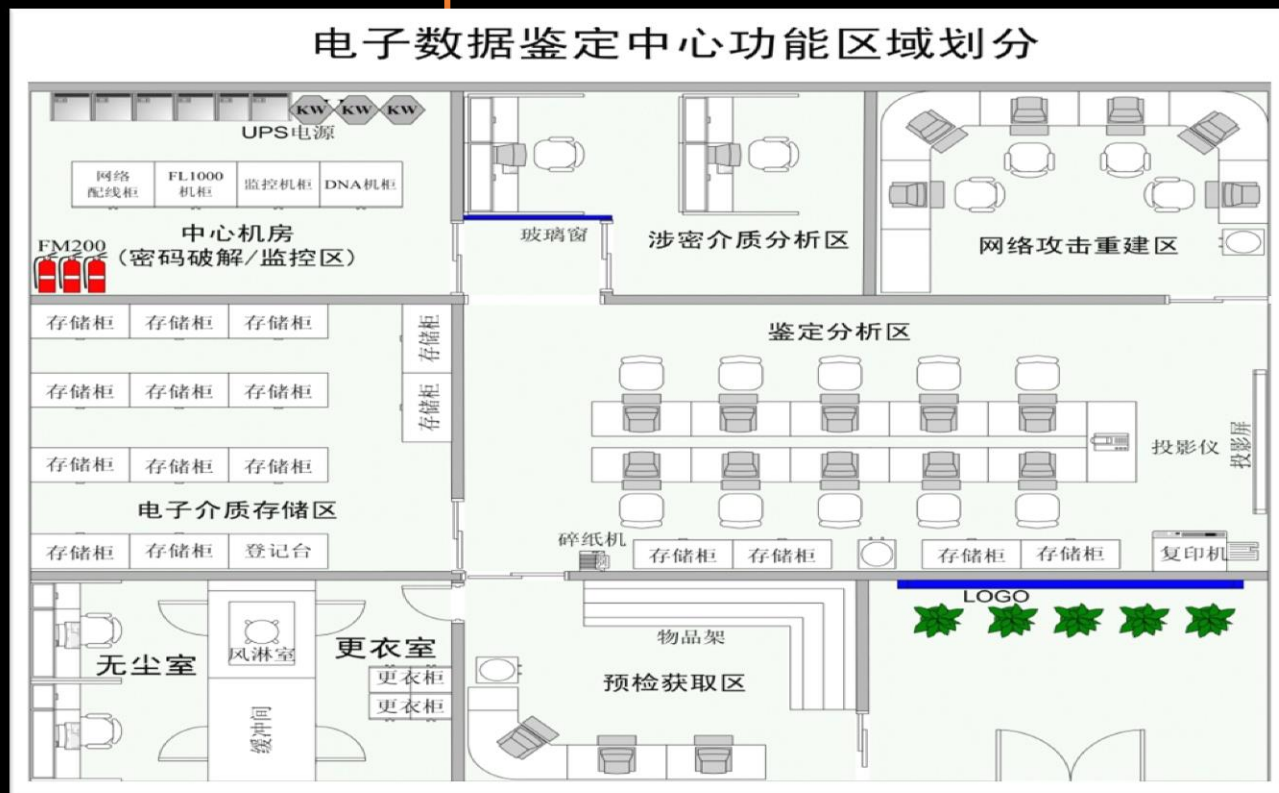 电子数据鉴定中心功能区域划分
KW KW KW
UPS电源
网络
配线柜
FL1000
机柜
监控机柜
DNA机柜
中心机房
(密码破解/监控区)
FM200
玻璃窗
涉密介质分析区
网络攻击重建区
存储柜 存储柜 存储柜
存储柜
存储柜 存储柜 存储柜
存储柜
存储柜 存储柜 存储柜
电子介质存储区
存储柜 存储柜 登记台
鉴定分析区
投影仪
投影屏
碎纸机
存储柜 存储柜
存储柜 存储柜
复印机
无尘室
风淋室
缓冲间
更衣室
更衣柜
更衣柜
物品架
预检获取区
LOGO